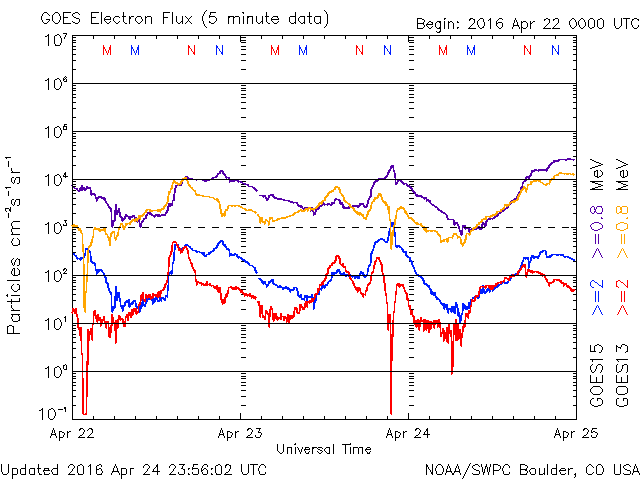 GOES Electron Flux (5 minute data)
Begin: 2016 Apr 22 0000 UTC
M M N N M M N N M M N N
10⁷
10⁶
10⁵
10⁴
10³
10²
10¹
10⁰
10⁻¹
Particles cm⁻²s⁻¹sr⁻¹
Apr 22 Apr 23 Apr 24 Apr 25
Universal Time
GOES15 >=2 >=0.8 MeV
GOES13 >=2 >=0.8 MeV
Updated 2016 Apr 24 23:56:02 UTC
NOAA/SWPC Boulder, CO USA